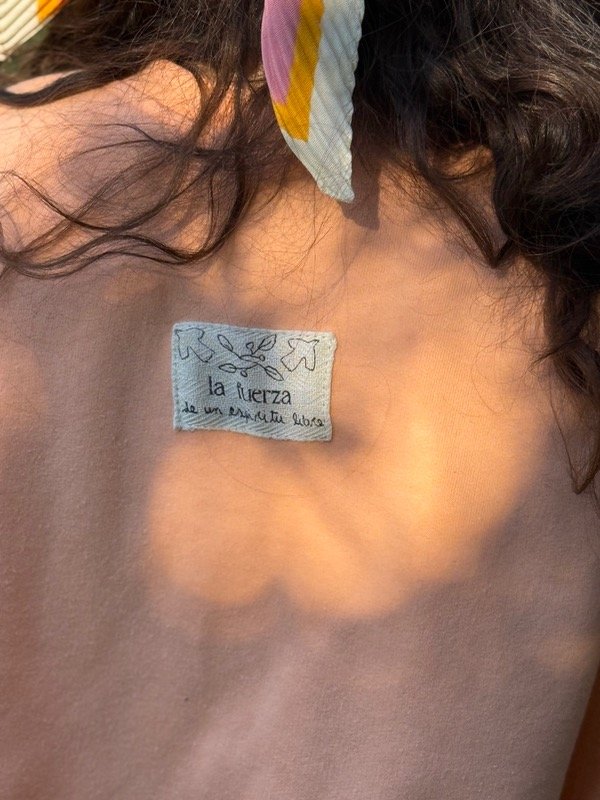 la fuerza
de un espíritu libre